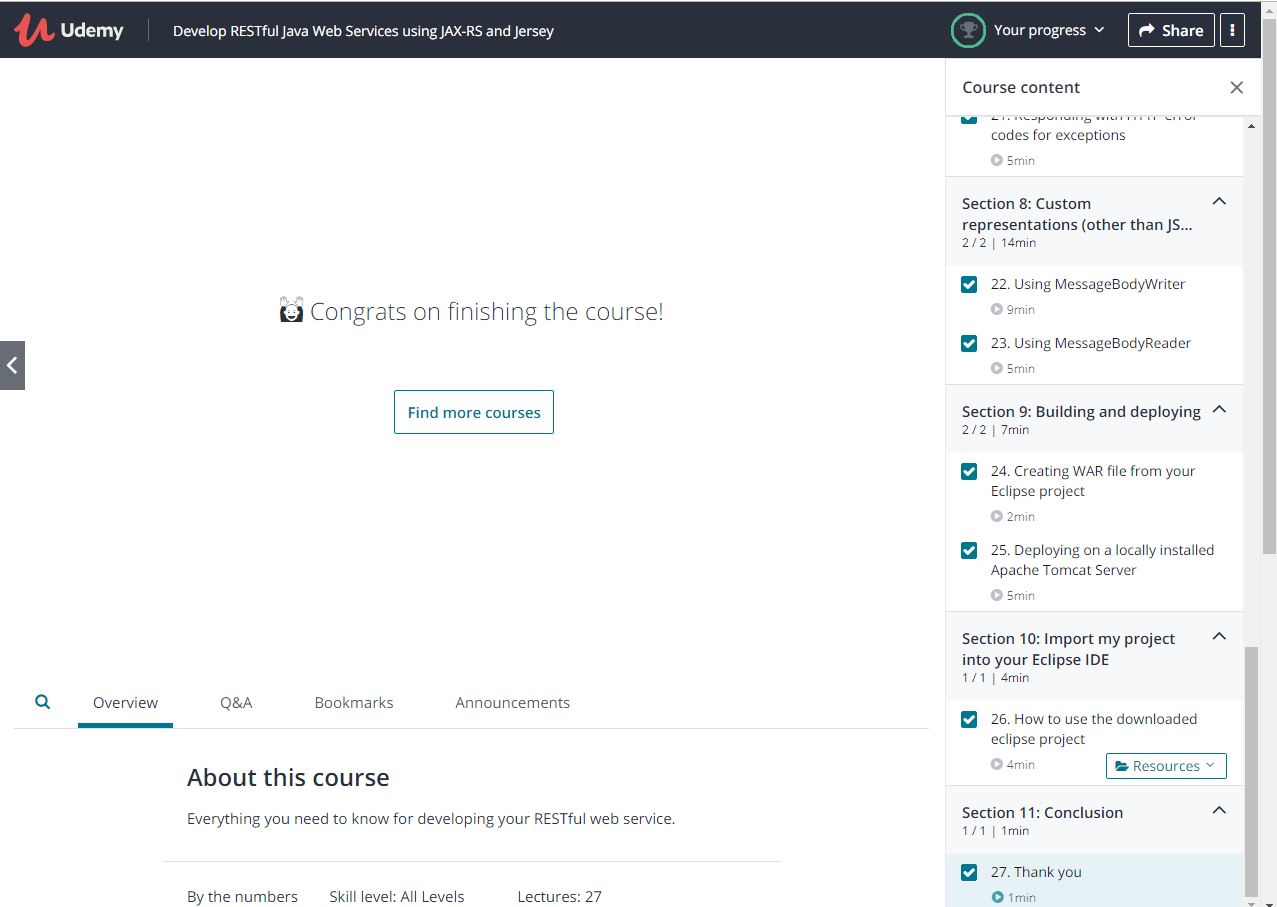 Udemy
Develop RESTful Java Web Services using JAX-RS and Jersey
Your progress
Share
Congrats on finishing the course!
Find more courses
Overview
Q&A
Bookmarks
Announcements
About this course
Everything you need to know for developing your RESTful web service.
By the numbers
Skill level: All Levels
Lectures: 27
Course content
21. Responding with HTTP error
codes for exceptions
5min
Section 8: Custom
representations (other than JS...
2 / 2 | 14min
22. Using MessageBodyWriter
9min
23. Using MessageBodyReader
5min
Section 9: Building and deploying
2 / 2 | 7min
24. Creating WAR file from your
Eclipse project
2min
25. Deploying on a locally installed
Apache Tomcat Server
5min
Section 10: Import my project
into your Eclipse IDE
1 / 1 | 4min
26. How to use the downloaded
eclipse project
4min
Resources
Section 11: Conclusion
1 / 1 | 1min
27. Thank you
1min